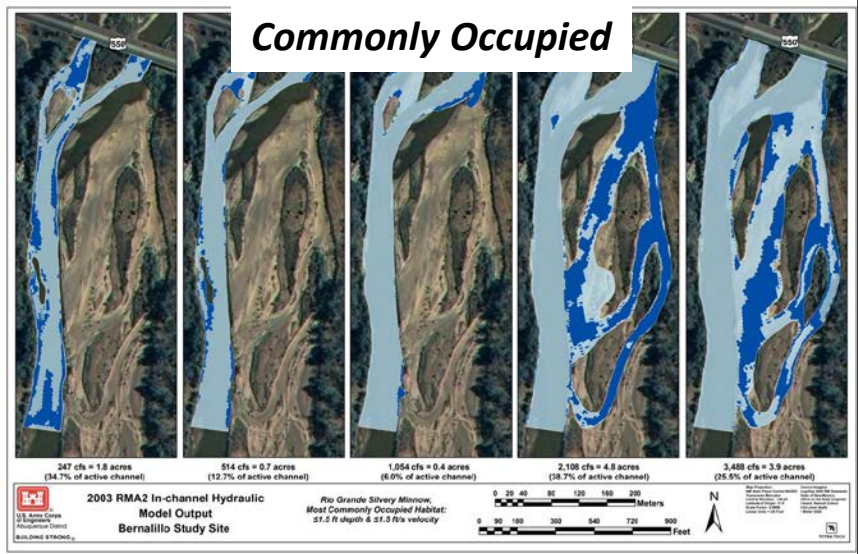 Commonly Occupied
550
550
247 cfs = 1.8 acres
(34.7% of active channel)
514 cfs = 0.7 acres
(12.7% of active channel)
1,054 cfs = 0.4 acres
(6.0% of active channel)
2,108 cfs = 4.8 acres
(38.7% of active channel)
3,488 cfs = 3.9 acres
(25.5% of active channel)
U.S. Army Corps
of Engineers
Albuquerque District
BUILDING STRONG
2003 RMA2 In-channel Hydraulic
Model Output
Bernalillo Study Site
Rio Grande Silvery Minnow,
Most Commonly Occupied Habitat:
≤1.5 ft depth & ≤1.5 ft/s velocity
0 20 40 80 120 160 200
Meters
0 90 180 360 540 720 900
Feet
N
TETRA TECH